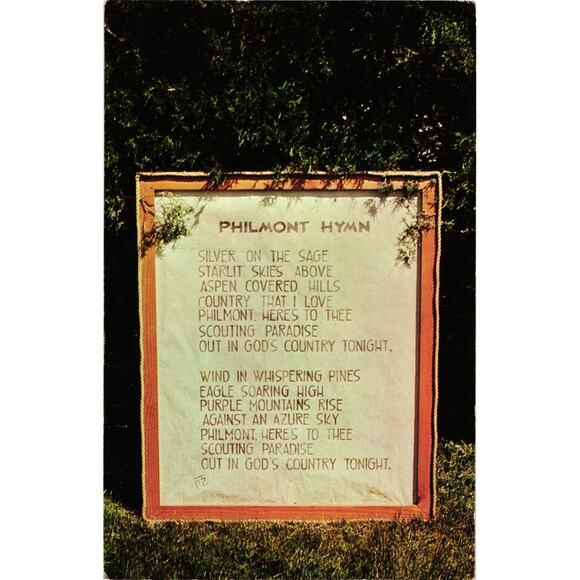 PHILMONT HYMN
SILVER ON THE SAGE
STARLIT SKIES ABOVE
ASPEN COVERED HILLS
COUNTRY THAT I LOVE
PHILMONT, HERES TO THEE
SCOUTING PARADISE
OUT IN GOD'S COUNTRY TONIGHT.
WIND IN WHISPERING PINES
EAGLE SOARING HIGH
PURPLE MOUNTAINS RISE
AGAINST AN AZURE SKY
PHILMONT, HERE'S TO THEE
SCOUTING PARADISE
OUT IN GOD'S COUNTRY TONIGHT.